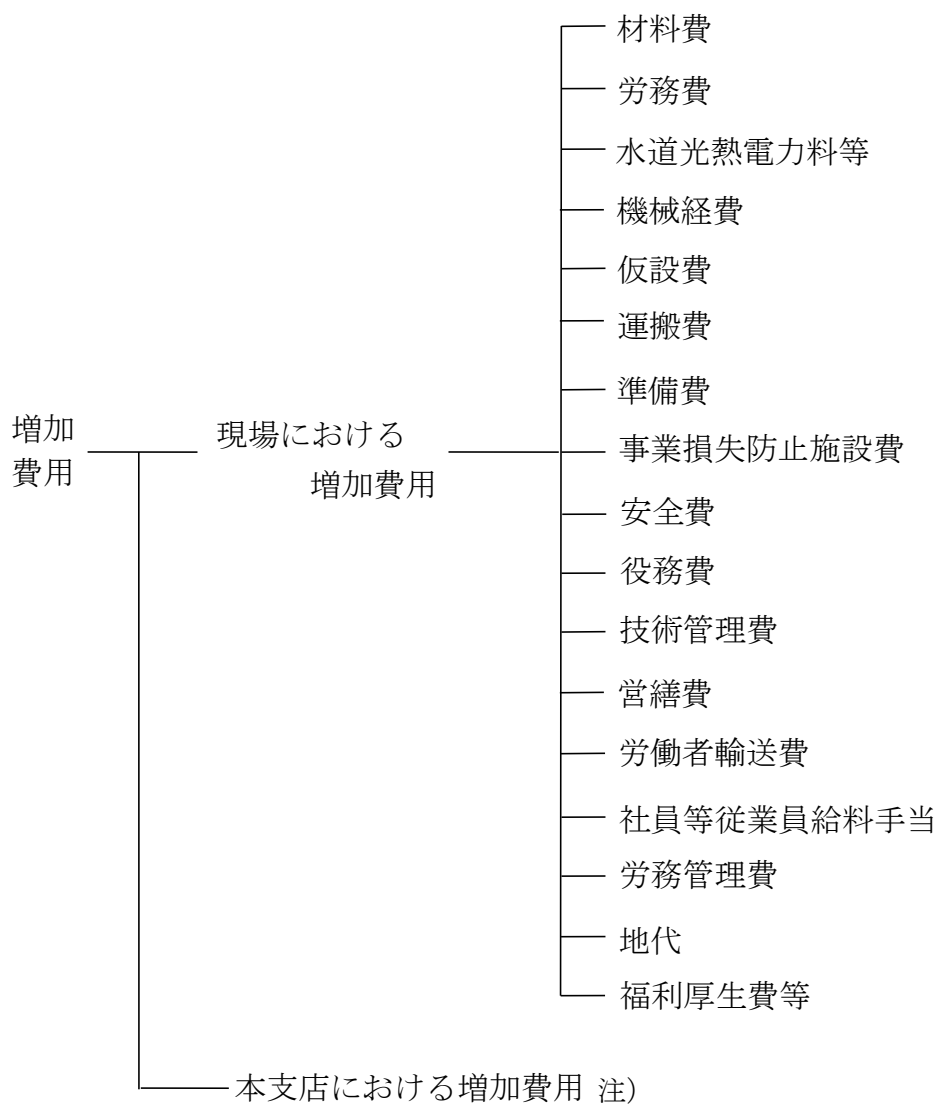 増加
費用
現場における
増加費用
材料費
労務費
水道光熱電力料等
機械経費
仮設費
運搬費
準備費
事業損失防止施設費
安全費
役務費
技術管理費
営繕費
労働者輸送費
社員等従業員給料手当
労務管理費
地代
福利厚生費等
本支店における増加費用 注）